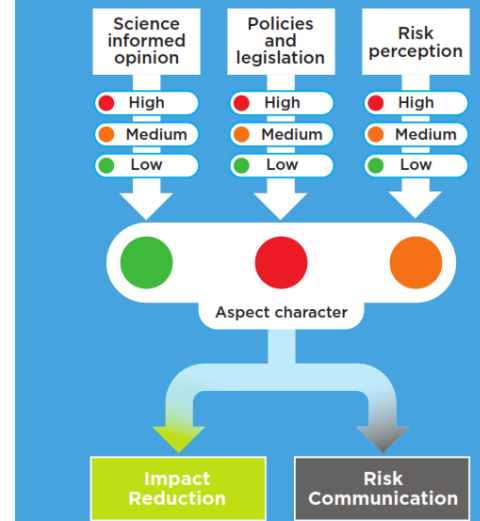 Science
informed
opinion
Policies
and
legislation
Risk
perception
High
High
High
Medium
Medium
Medium
Low
Low
Low
Aspect character
Impact
Reduction
Risk
Communication